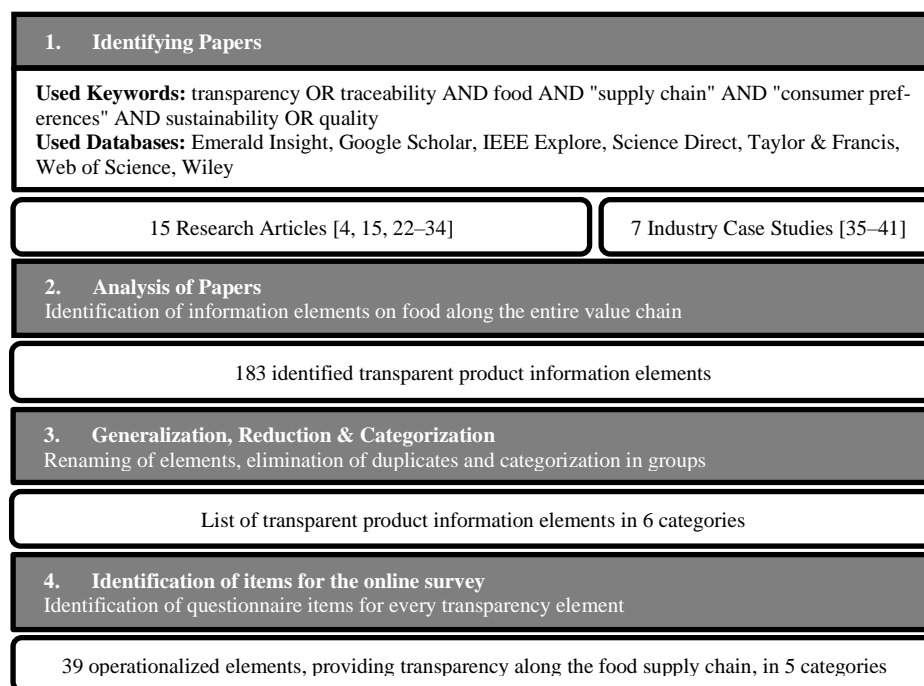 1. Identifying Papers
Used Keywords: transparency OR traceability AND food AND "supply chain" AND "consumer pref-
erences" AND sustainability OR quality
Used Databases: Emerald Insight, Google Scholar, IEEE Explore, Science Direct, Taylor & Francis,
Web of Science, Wiley
15 Research Articles [4, 15, 22–34]
7 Industry Case Studies [35–41]
2. Analysis of Papers
Identification of information elements on food along the entire value chain
183 identified transparent product information elements
3. Generalization, Reduction & Categorization
Renaming of elements, elimination of duplicates and categorization in groups
List of transparent product information elements in 6 categories
4. Identification of items for the online survey
Identification of questionnaire items for every transparency element
39 operationalized elements, providing transparency along the food supply chain, in 5 categories